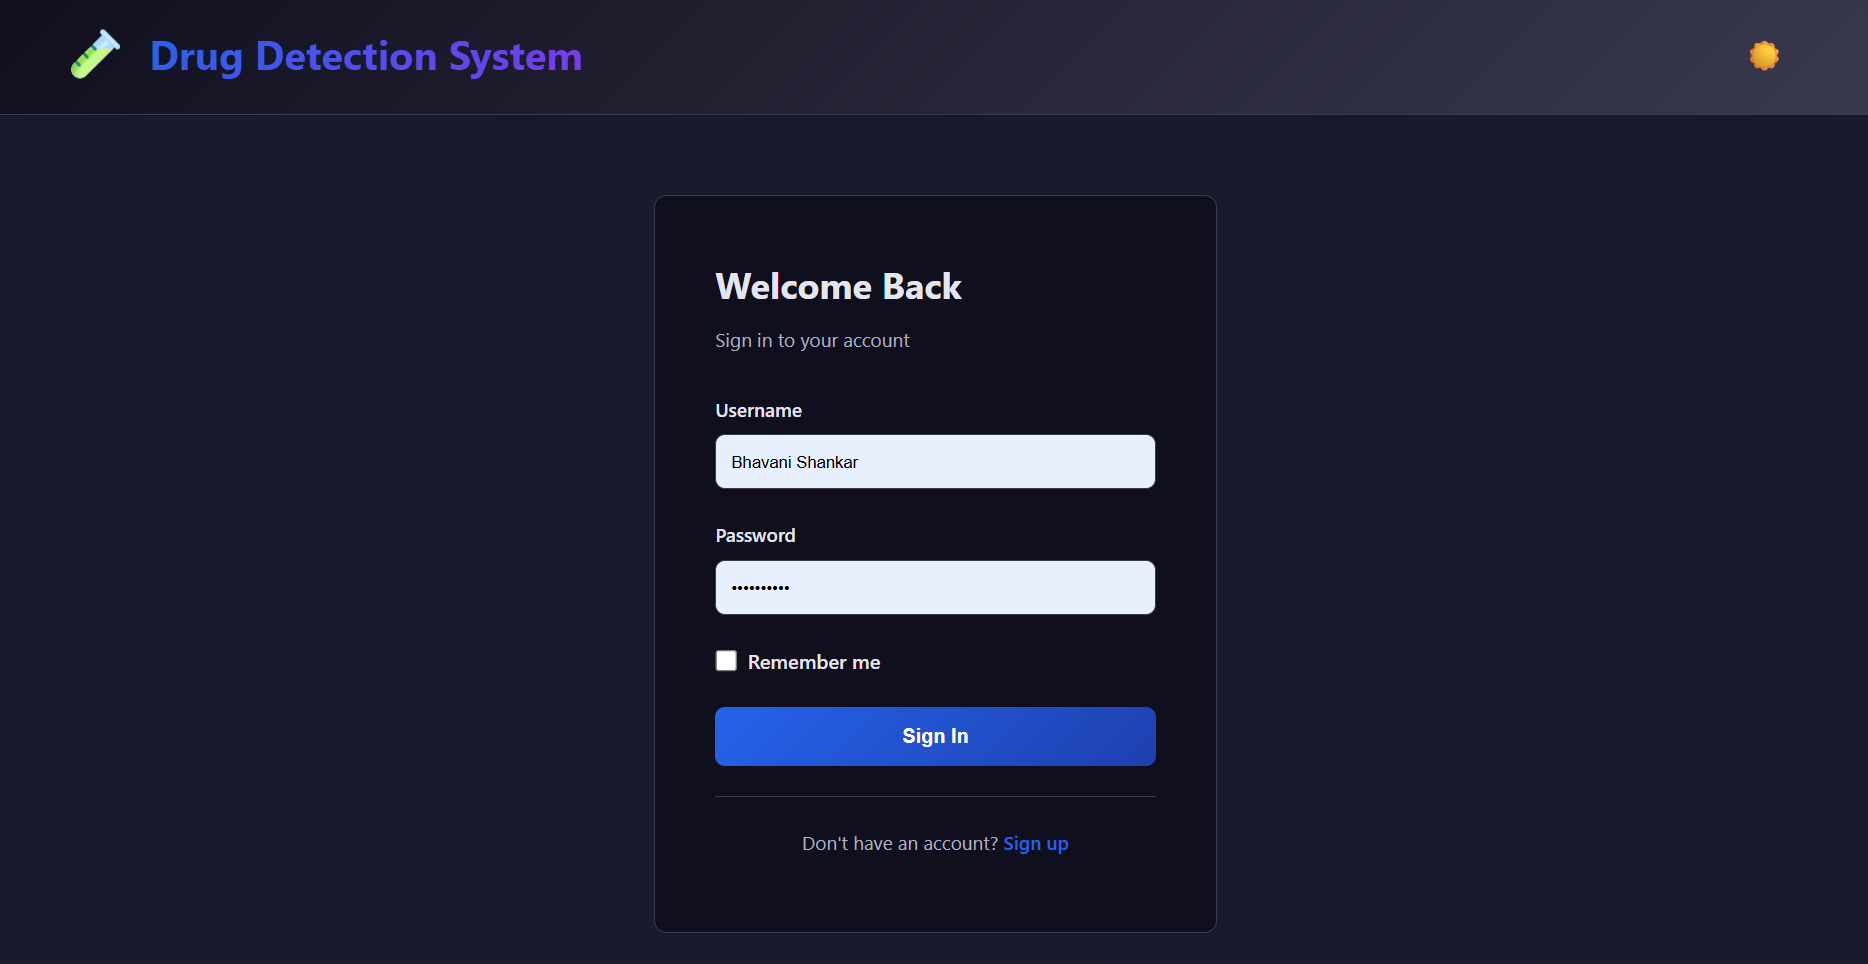 Drug Detection System
Welcome Back
Sign in to your account
Username
Bhavani Shankar
Password
••••••••••
Remember me
Sign In
Don't have an account? Sign up